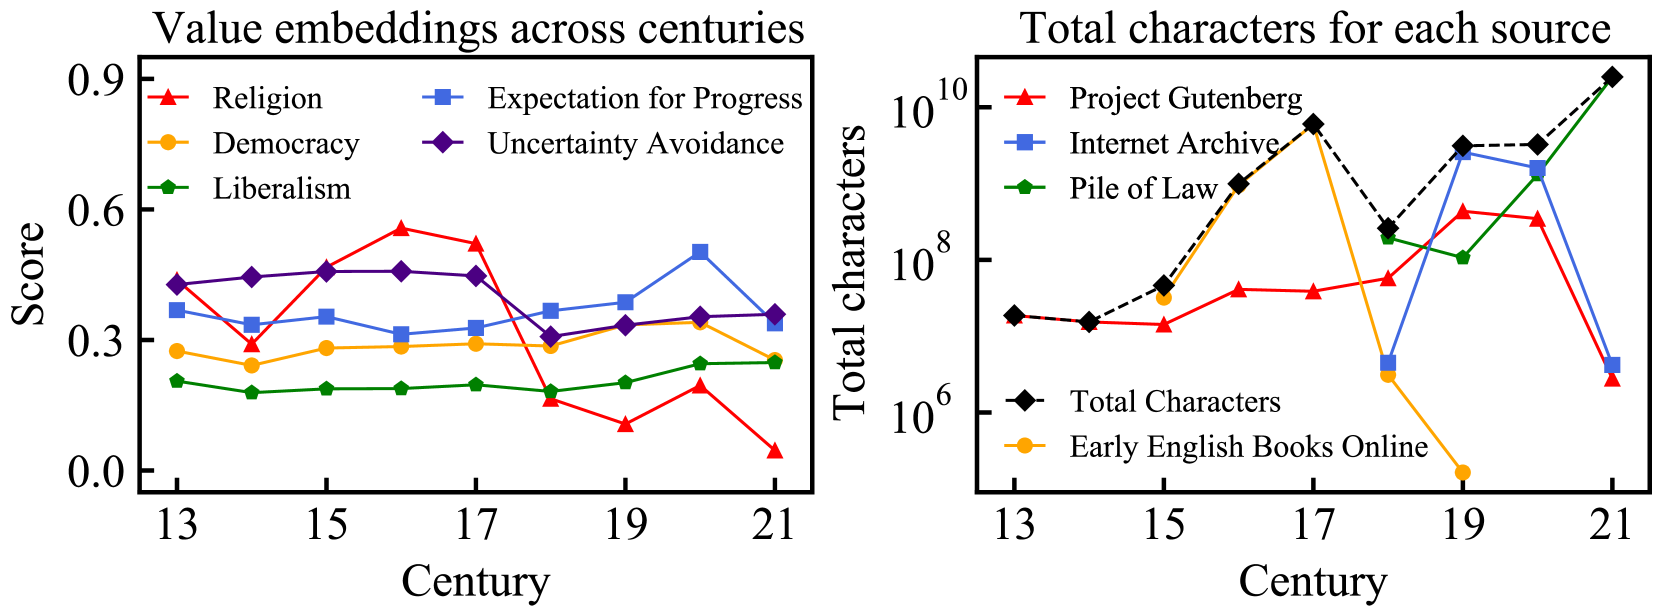 Value embeddings across centuries
0.9
0.6
0.3
0.0
Score
Religion
Democracy
Liberalism
Expectation for Progress
Uncertainty Avoidance
13 15 17 19 21
Century
Total characters for each source
10^10
10^8
10^6
Total characters
Project Gutenberg
Internet Archive
Pile of Law
Total Characters
Early English Books Online
13 15 17 19 21
Century